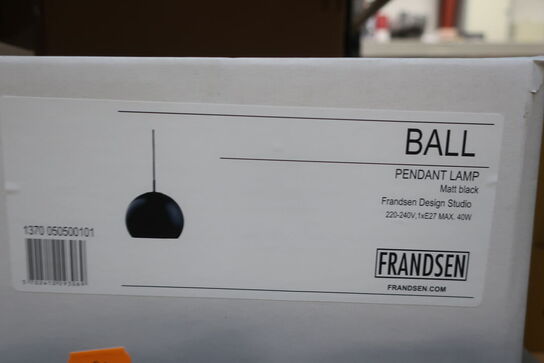 BALL
PENDANT LAMP
Matt black
Frandsen Design Studio
220-240V, 1xE27 MAX. 40W
1370 050500101
FRANDSEN
FRANDSEN.COM